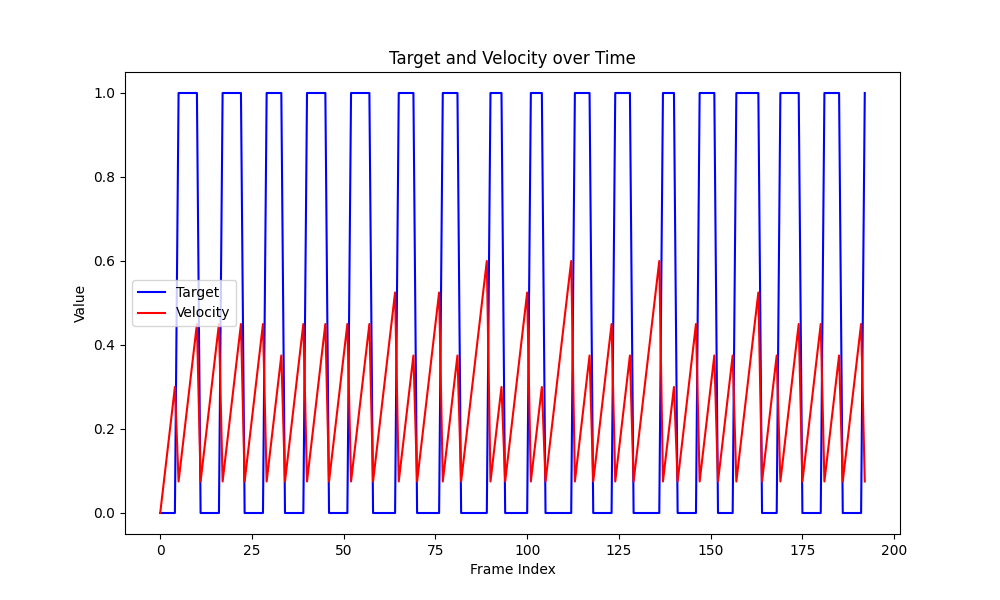 Target and Velocity over Time
1.0
0.8
0.6
0.4
0.2
0.0
Value
Target
Velocity
0 25 50 75 100 125 150 175 200
Frame Index